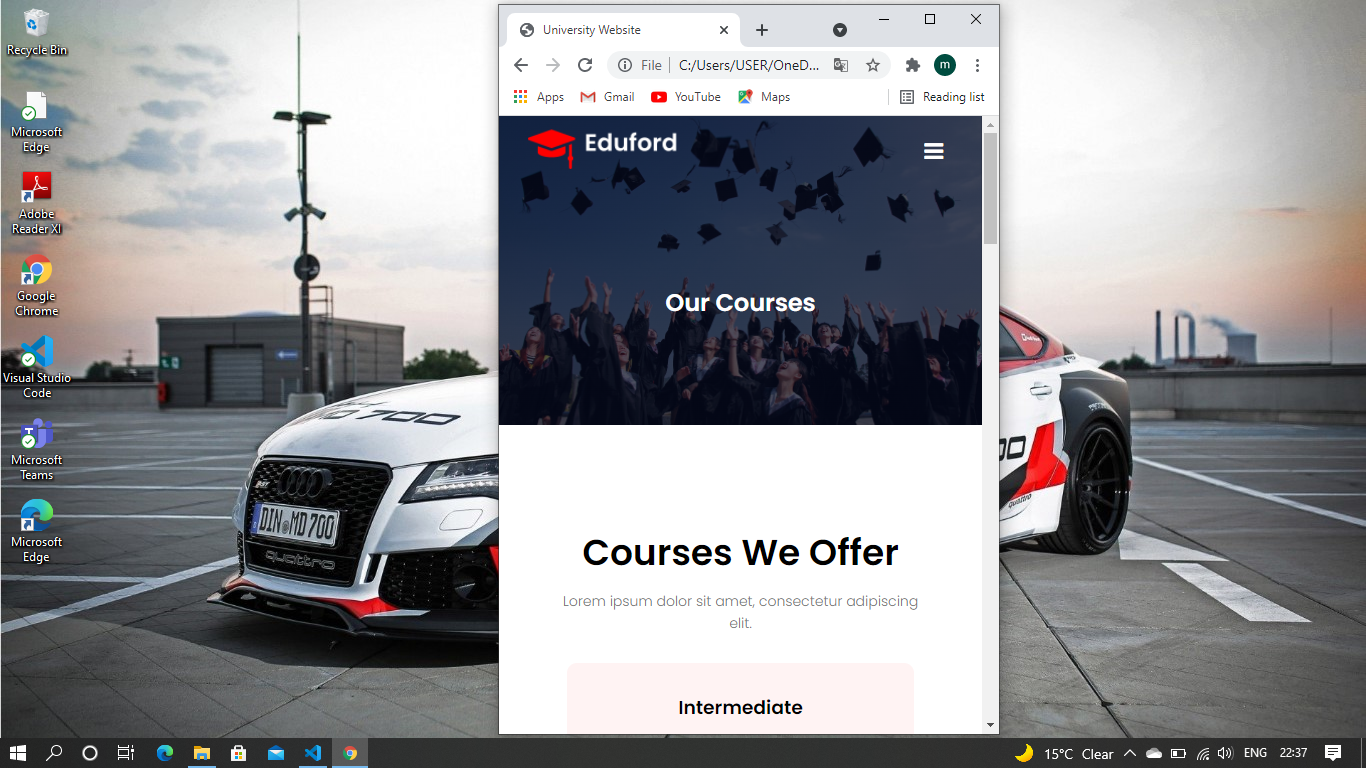 Recycle Bin
Microsoft
Edge
Adobe
Reader XI
Google
Chrome
Visual Studio
Code
Microsoft
Teams
Microsoft
Edge
DIN MD 700
quattro
700
quattro
University Website
File
C:/Users/USER/OneD...
m
Apps
Gmail
YouTube
Maps
Reading list
Eduford
Our Courses
Courses We Offer
Lorem ipsum dolor sit amet, consectetur adipiscing
elit.
Intermediate
15°C Clear
ENG
22:37